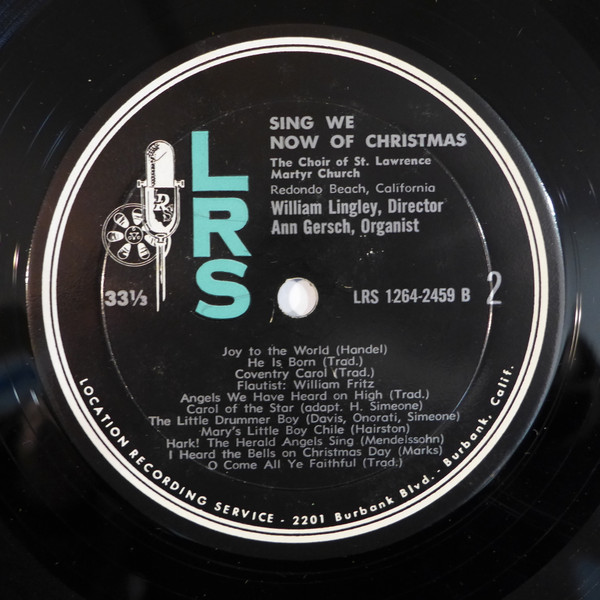 SING WE
NOW OF CHRISTMAS
The Choir of St. Lawrence
Martyr Church
Redondo Beach, California
William Lingley, Director
Ann Gersch, Organist
LRS
33⅓
LRS 1264-2459 B 2
Joy to the World (Handel)
He Is Born (Trad.)
Coventry Carol (Trad.)
Flautist: William Fritz
Angels We Have Heard on High (Trad.)
Carol of the Star (adapt. H. Simeone)
The Little Drummer Boy (Davis, Onorati, Simeone)
Mary's Little Boy Chile (Hairston)
Hark! The Herald Angels Sing (Mendelssohn)
I Heard the Bells on Christmas Day (Marks)
O Come All Ye Faithful (Trad.)
LOCATION RECORDING SERVICE - 2201 Burbank Blvd. - Burbank, Calif.